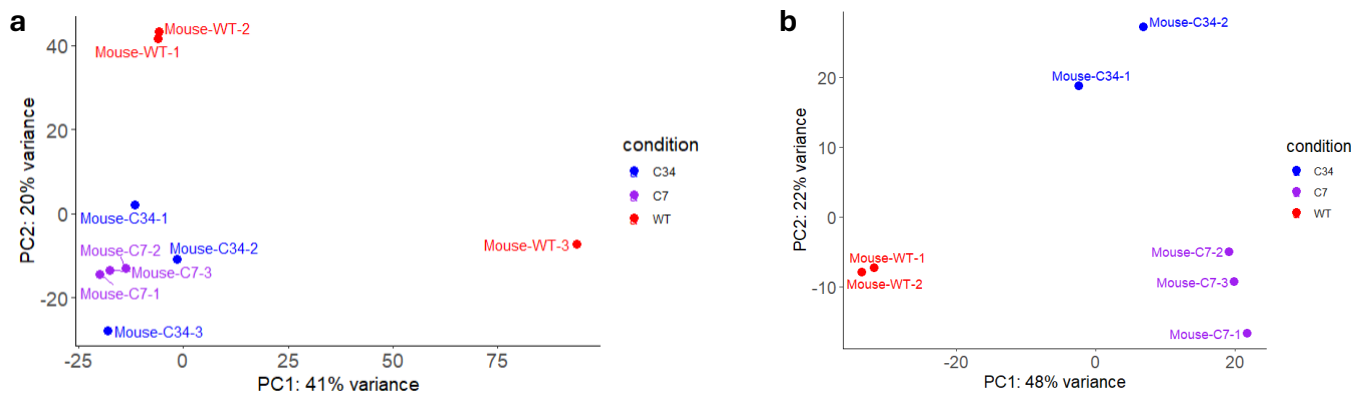 a
Mouse-WT-2
Mouse-WT-1
Mouse-C34-1
Mouse-C7-2
Mouse-C34-2
Mouse-C7-3
Mouse-C7-1
Mouse-C34-3
Mouse-WT-3
40
20
0
-20
-25
0
25
50
75
PC2: 20% variance
PC1: 41% variance
condition
C34
C7
WT
b
Mouse-C34-2
Mouse-C34-1
Mouse-WT-1
Mouse-WT-2
Mouse-C7-2
Mouse-C7-3
Mouse-C7-1
20
10
0
-10
-20
0
20
PC2: 22% variance
PC1: 48% variance
condition
C34
C7
WT